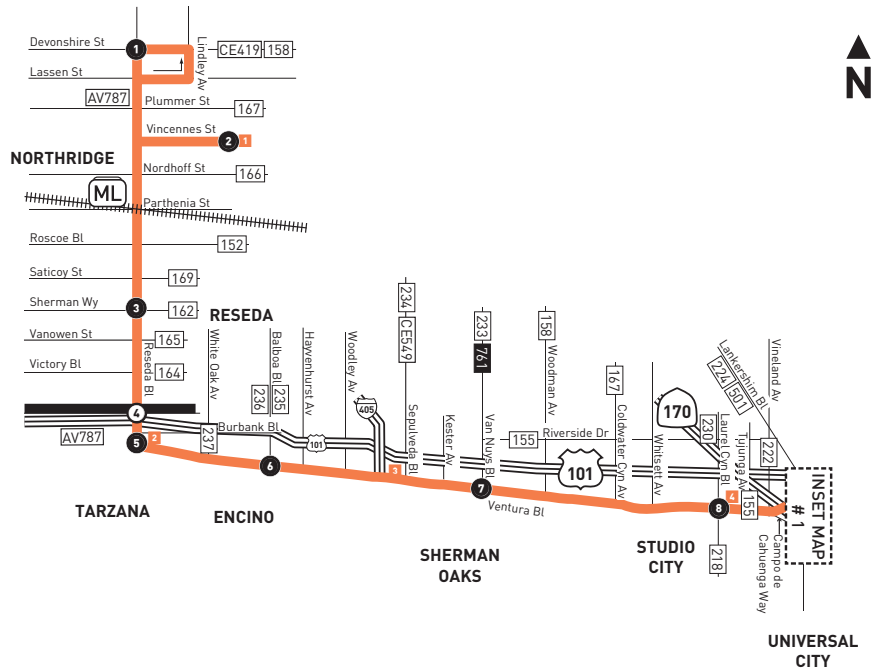 Devonshire St
1
Lindley Av
CE419
158
Lassen St
AV787
Plummer St
167
Vincennes St
2
1
NORTHRIDGE
Nordhoff St
166
ML
Parthenia St
Roscoe Bl
152
Saticoy St
169
Sherman Wy
3
162
RESEDA
Vanowen St
165
Victory Bl
164
Reseda Bl
White Oak Av
236
Balboa Bl
235
Hayvenhurst Av
Woodley Av
234
CE549
233
761
158
Woodman Av
167
Coldwater Cyn Av
Whitsett Av
170
230
Laurel Cyn Bl
Tujunga Av
Lankershim Bl
224
501
Vineland Av
222
4
AV787
5
2
237
Burbank Bl
101
405
Sepulveda Bl
Kester Av
Van Nuys Bl
155
Riverside Dr
101
6
3
7
Ventura Bl
8
4
155
218
INSET MAP
# 1
Campo de
Cahuenga Way
TARZANA
ENCINO
SHERMAN
OAKS
STUDIO
CITY
UNIVERSAL
CITY
N